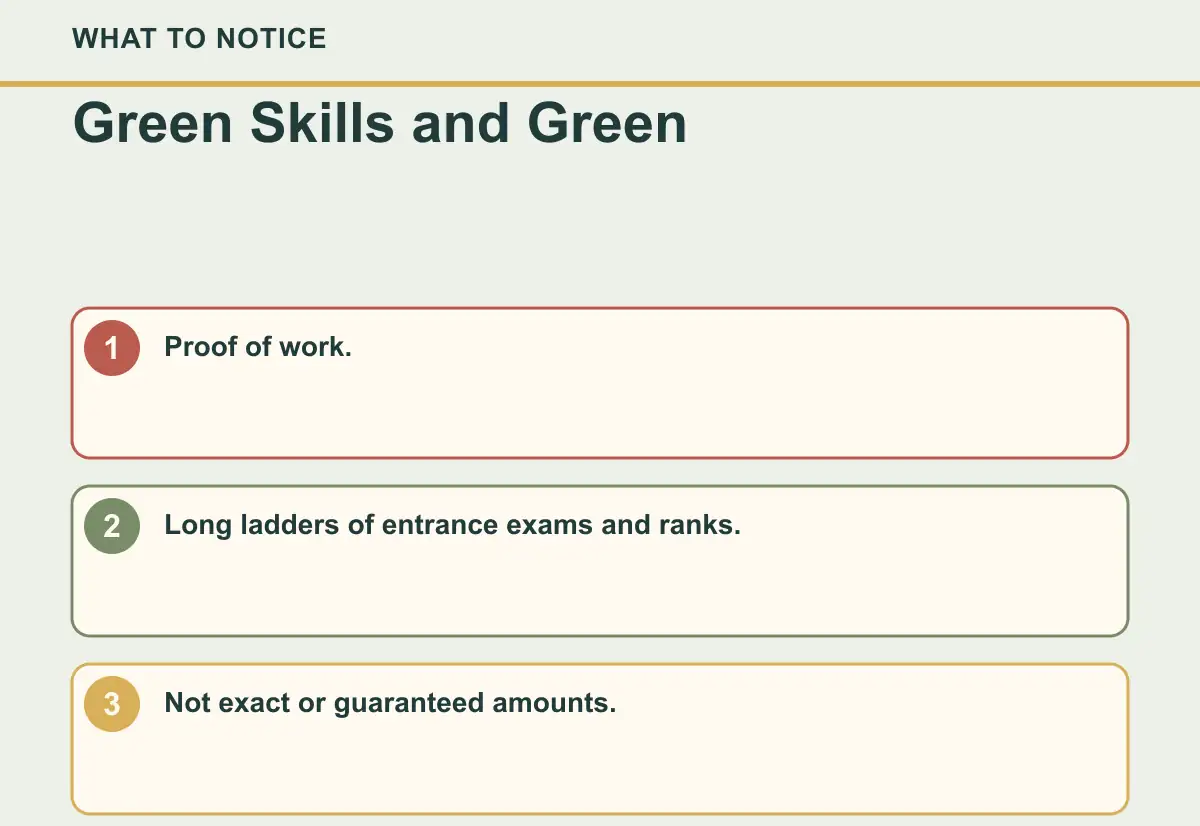 WHAT TO NOTICE
Green Skills and Green
1
Proof of work.
2
Long ladders of entrance exams and ranks.
3
Not exact or guaranteed amounts.